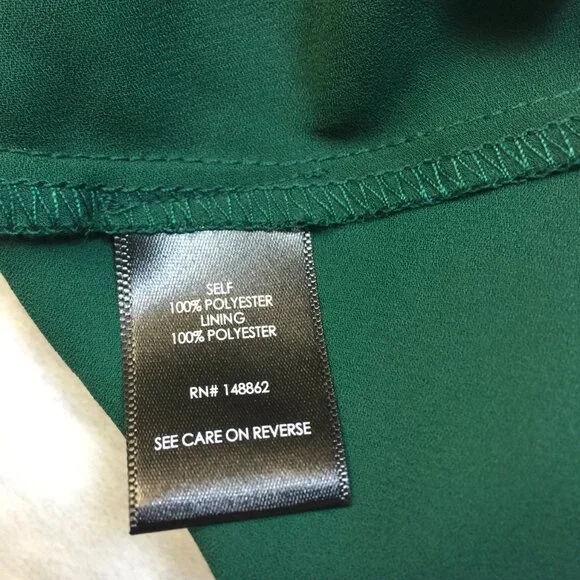 SELF
100% POLYESTER
LINING
100% POLYESTER
RN# 148862
SEE CARE ON REVERSE